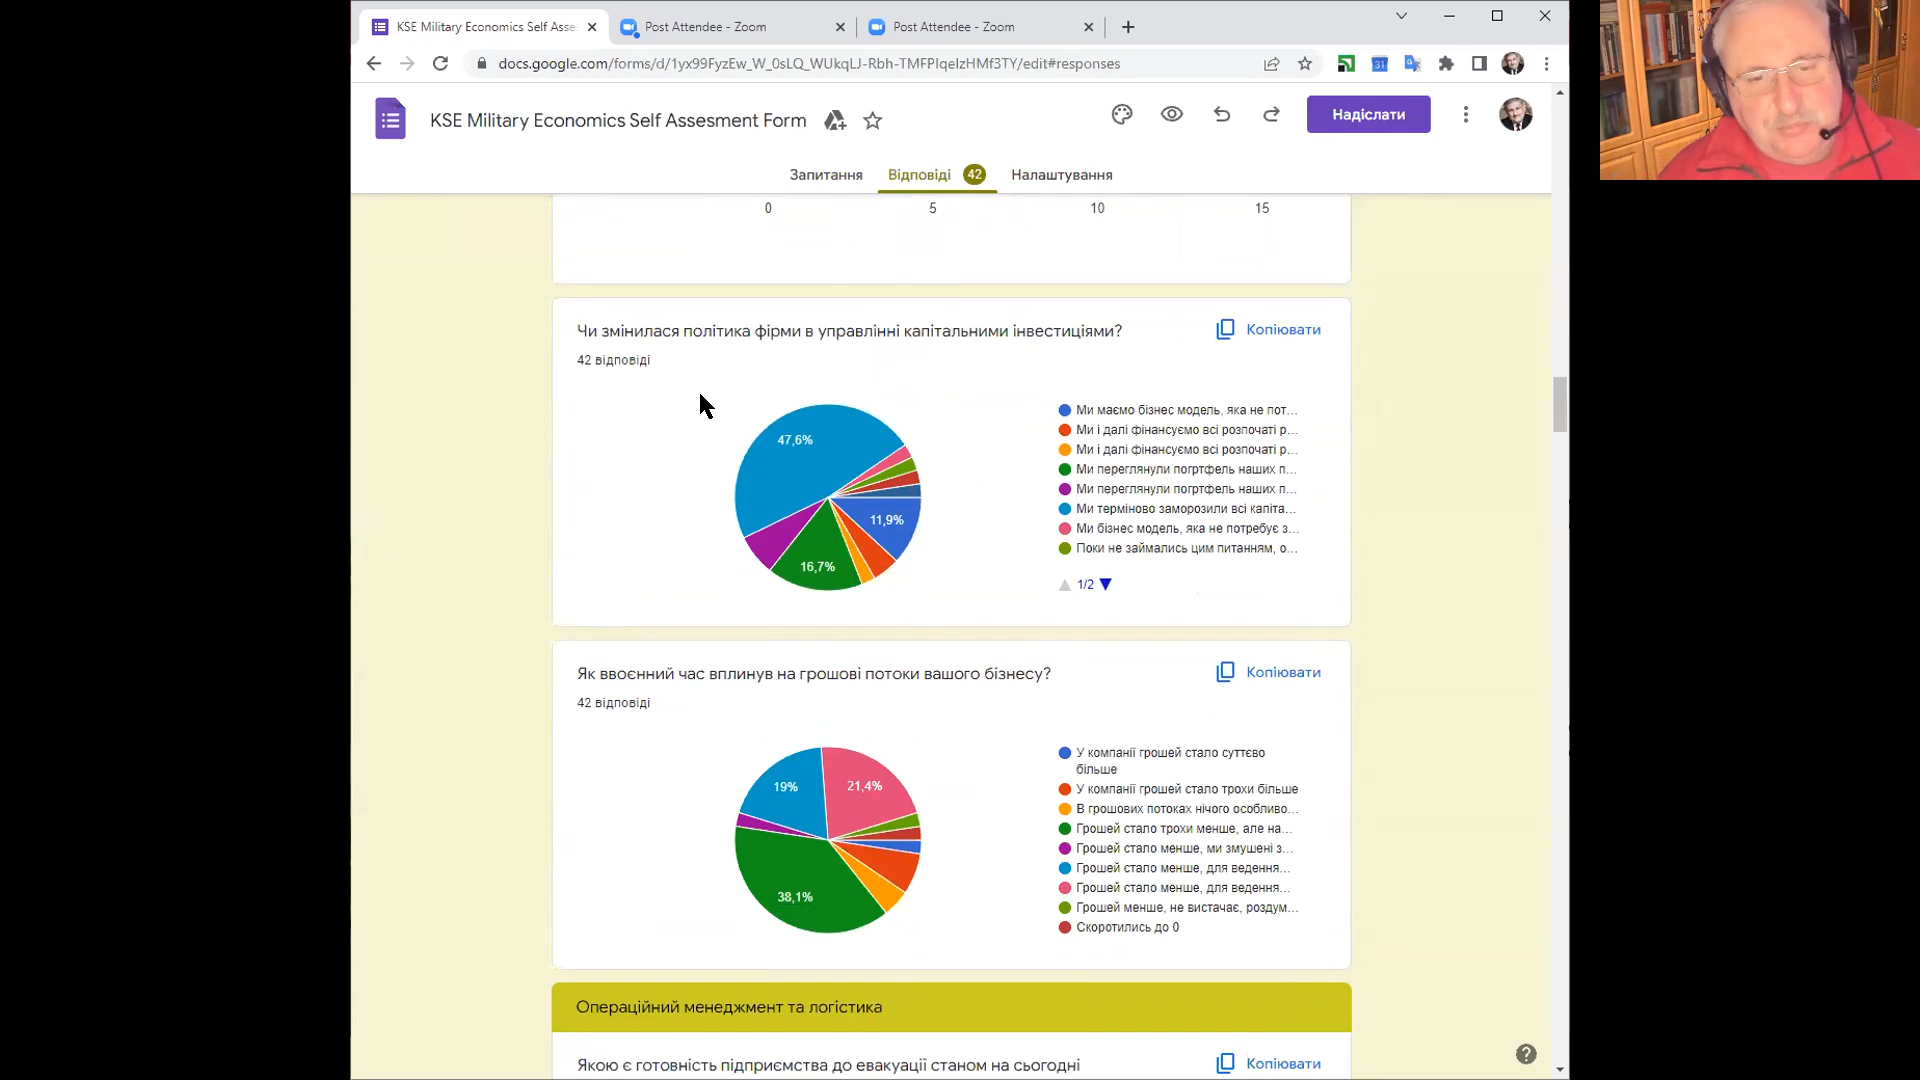 KSE Military Economics Self Asse
Post Attendee - Zoom
Post Attendee - Zoom
docs.google.com/forms/d/1yx99FyzEw_W_0sLQ_WUkqLJ-Rbh-TMFPIqelzHMf3TY/edit#responses
31
KSE Military Economics Self Assesment Form
Надіслати
Запитання
Відповіді 42
Налаштування
0 5 10 15
Чи змінилася політика фірми в управлінні капітальними інвестиціями?
Копіювати
42 відповіді
47,6%
11,9%
16,7%
Ми маємо бізнес модель, яка не пот...
Ми і далі фінансуємо всі розпочаті р...
Ми і далі фінансуємо всі розпочаті р...
Ми переглянули погртфель наших п...
Ми переглянули погртфель наших п...
Ми терміново заморозили всі капіта...
Ми бізнес модель, яка не потребує з...
Поки не займались цим питанням, о...
1/2
Як ввоєнний час вплинув на грошові потоки вашого бізнесу?
Копіювати
42 відповіді
19%
21,4%
38,1%
У компанії грошей стало суттєво
більше
У компанії грошей стало трохи більше
В грошових потоках нічого особливо...
Грошей стало трохи менше, але на...
Грошей стало менше, ми змушені з...
Грошей стало менше, для ведення...
Грошей стало менше, для ведення...
Грошей менше, не вистачає, роздум...
Скоротились до 0
Операційний менеджмент та логістика
Якою є готовність підприємства до евакуації станом на сьогодні
Копіювати